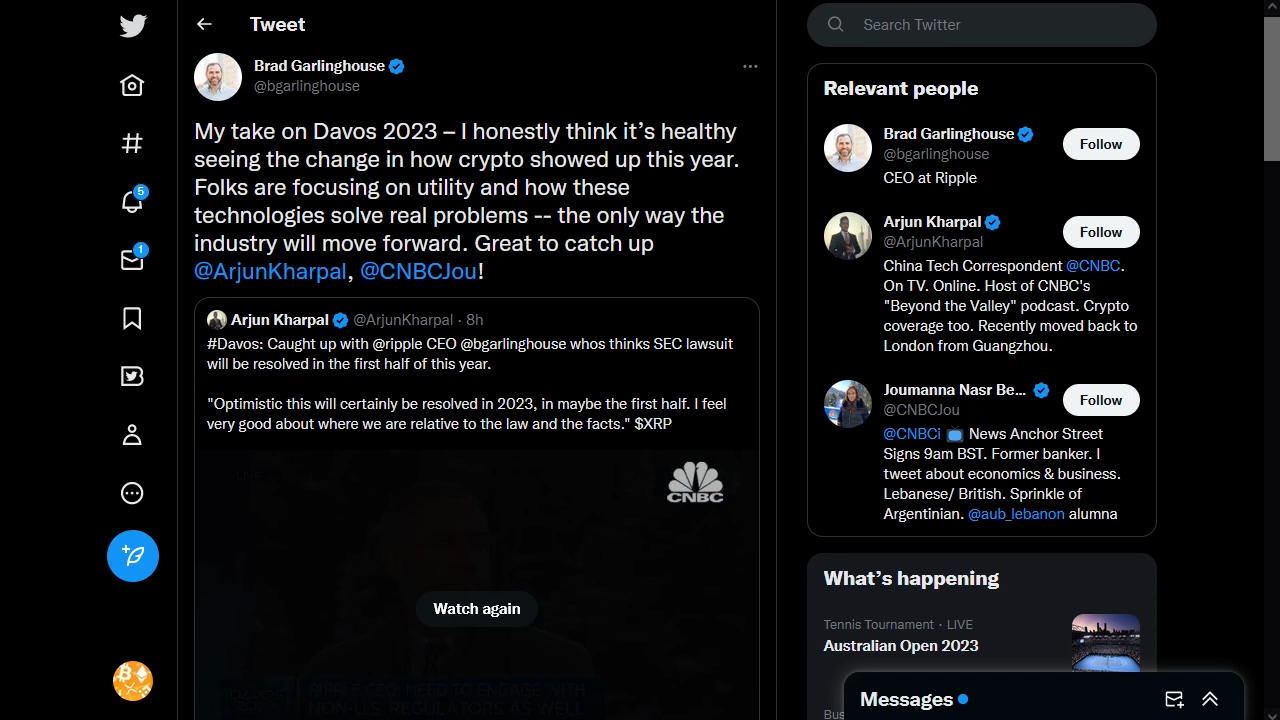 Tweet
Brad Garlinghouse
@bgarlinghouse
My take on Davos 2023 – I honestly think it's healthy
seeing the change in how crypto showed up this year.
Folks are focusing on utility and how these
technologies solve real problems -- the only way the
industry will move forward. Great to catch up
@ArjunKharpal, @CNBCJou!
Arjun Kharpal @ArjunKharpal · 8h
#Davos: Caught up with @ripple CEO @bgarlinghouse whos thinks SEC lawsuit
will be resolved in the first half of this year.
"Optimistic this will certainly be resolved in 2023, in maybe the first half. I feel
very good about where we are relative to the law and the facts." $XRP
CNBC
Watch again
RIPPLE CEO: NEED TO ENGAGE WITH
NON-U.S. REGULATORS AS WELL
5
1
Search Twitter
Relevant people
Brad Garlinghouse
@bgarlinghouse
CEO at Ripple
Follow
Arjun Kharpal
@ArjunKharpal
Follow
China Tech Correspondent @CNBC.
On TV. Online. Host of CNBC's
"Beyond the Valley" podcast. Crypto
coverage too. Recently moved back to
London from Guangzhou.
Joumanna Nasr Be...
@CNBCJou
Follow
@CNBCi 📺 News Anchor Street
Signs 9am BST. Former banker. I
tweet about economics & business.
Lebanese/ British. Sprinkle of
Argentinian. @aub_lebanon alumna
What's happening
Tennis Tournament · LIVE
Australian Open 2023
Messages